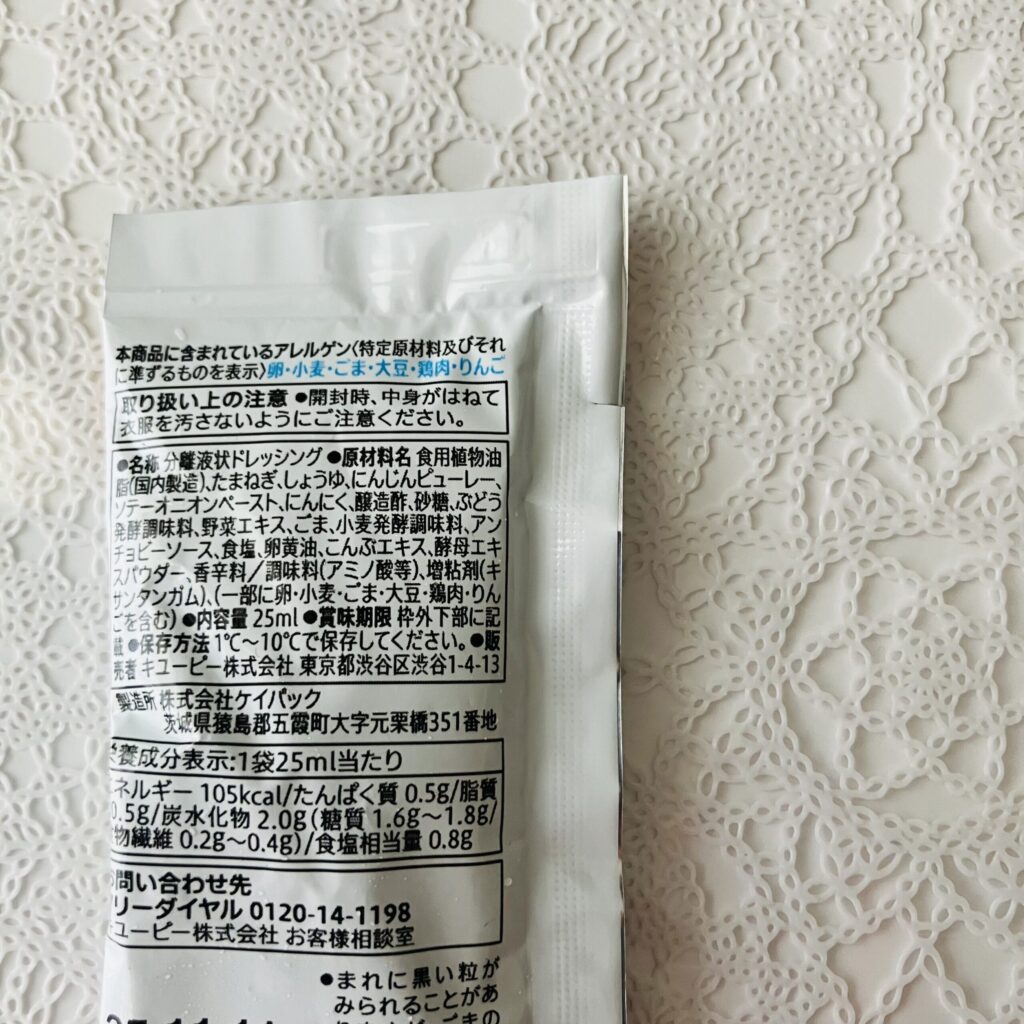 本商品に含まれているアレルゲン〈特定原材料及びそれ
に準ずるものを表示〉卵・小麦・ごま・大豆・鶏肉・りんご
取り扱い上の注意 ●開封時、中身がはねて
衣服を汚さないようにご注意ください。
●名称 分離液状ドレッシング ●原材料名 食用植物油
脂(国内製造)、たまねぎ、しょうゆ、にんじんピューレー、
ソテーオニオンペースト、にんにく、醸造酢、砂糖、ぶどう
発酵調味料、野菜エキス、ごま、小麦発酵調味料、アン
チョビーソース、食塩、卵黄油、こんぶエキス、酵母エキ
スパウダー、香辛料／調味料(アミノ酸等)、増粘剤(キ
サンタンガム)、(一部に卵・小麦・ごま・大豆・鶏肉・りん
ごを含む) ●内容量 25ml ●賞味期限 枠外下部に記
載 ●保存方法 1℃〜10℃で保存してください。●販
売者 キユーピー株式会社 東京都渋谷区渋谷1-4-13
製造所 株式会社ケイパック
茨城県猿島郡五霞町大字元栗橋351番地
栄養成分表示:1袋25ml当たり
ネルギー 105kcal/たんぱく質 0.5g/脂質
0.5g/炭水化物 2.0g(糖質 1.6g〜1.8g/
物繊維 0.2g〜0.4g)/食塩相当量 0.8g
問い合わせ先
リーダイヤル 0120-14-1198
ユーピー株式会社 お客様相談室
●まれに黒い粒が
みられることがあ